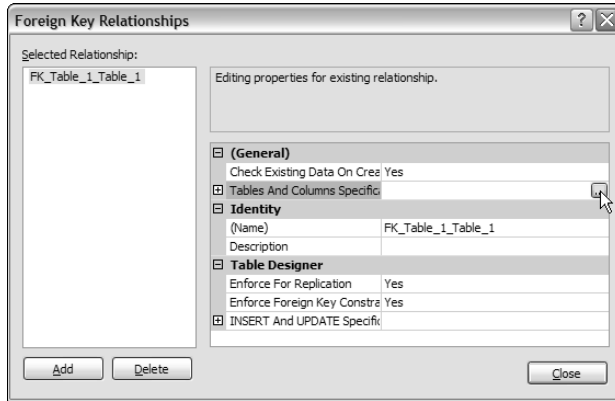 Foreign Key Relationships
Selected Relationship:
FK_Table_1_Table_1
Editing properties for existing relationship.
(General)
Check Existing Data On Crea Yes
Tables And Columns Specific
Identity
(Name) FK_Table_1_Table_1
Description
Table Designer
Enforce For Replication Yes
Enforce Foreign Key Constra Yes
INSERT And UPDATE Specific
Add Delete
Close